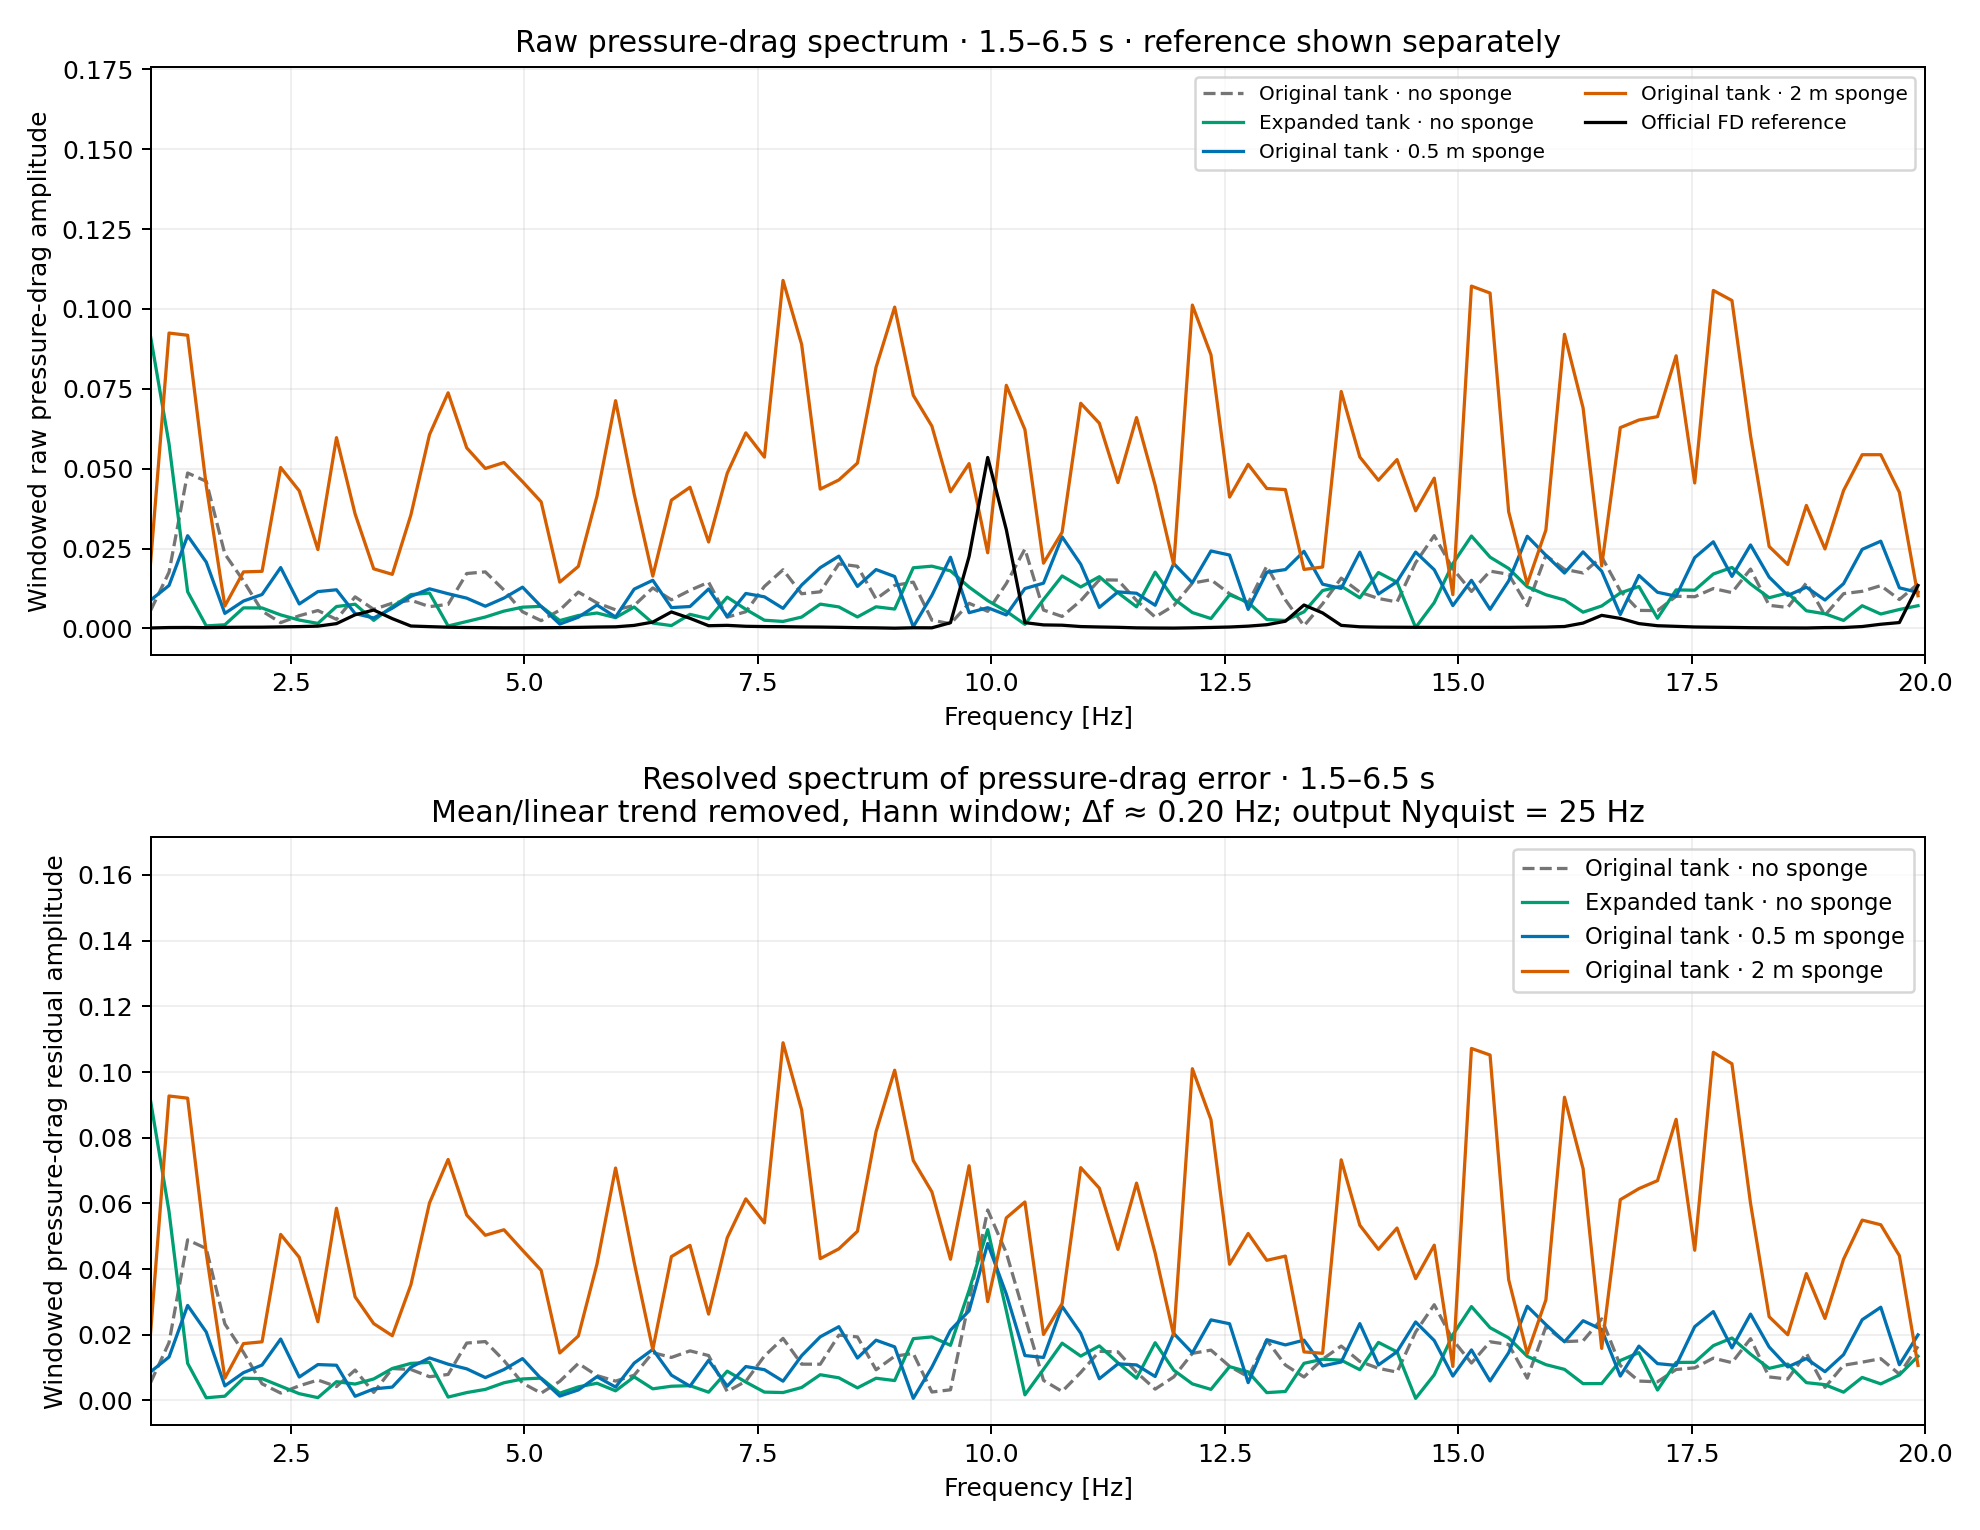 Raw pressure-drag spectrum · 1.5–6.5 s · reference shown separately
Windowed raw pressure-drag amplitude
0.175
0.150
0.125
0.100
0.075
0.050
0.025
0.000
Original tank · no sponge
Expanded tank · no sponge
Original tank · 0.5 m sponge
Original tank · 2 m sponge
Official FD reference
2.5 5.0 7.5 10.0 12.5 15.0 17.5 20.0
Frequency [Hz]
Resolved spectrum of pressure-drag error · 1.5–6.5 s
Mean/linear trend removed, Hann window; Δf ≈ 0.20 Hz; output Nyquist = 25 Hz
Windowed pressure-drag residual amplitude
0.16
0.14
0.12
0.10
0.08
0.06
0.04
0.02
0.00
Original tank · no sponge
Expanded tank · no sponge
Original tank · 0.5 m sponge
Original tank · 2 m sponge
2.5 5.0 7.5 10.0 12.5 15.0 17.5 20.0
Frequency [Hz]